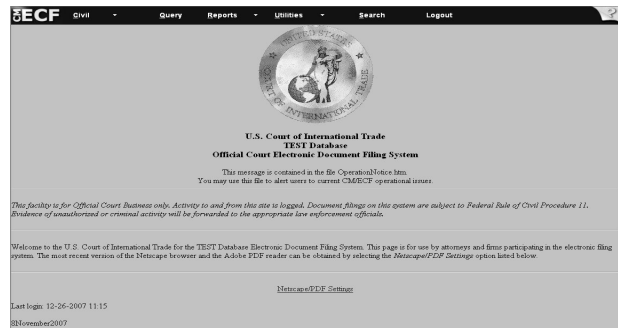 CM ECF Civil Query Reports Utilities Search Logout ?
UNITED STATES
COURT OF INTERNATIONAL TRADE
U.S. Court of International Trade
TEST Database
Official Court Electronic Document Filing System
This message is contained in the file OperationNotice.htm.
You may use this file to alert users to current CM/ECF operational issues.
This facility is for Official Court Business only. Activity to and from this site is logged. Document filings on this system are subject to Federal Rule of Civil Procedure 11.
Evidence of unauthorized or criminal activity will be forwarded to the appropriate law enforcement officials.
Welcome to the U.S. Court of International Trade for the TEST Database Electronic Document Filing System. This page is for use by attorneys and firms participating in the electronic filing
system. The most recent version of the Netscape browser and the Adobe PDF reader can be obtained by selecting the Netscape/PDF Settings option listed below.
Netscape/PDF Settings
Last login: 12-26-2007 11:15
8November2007